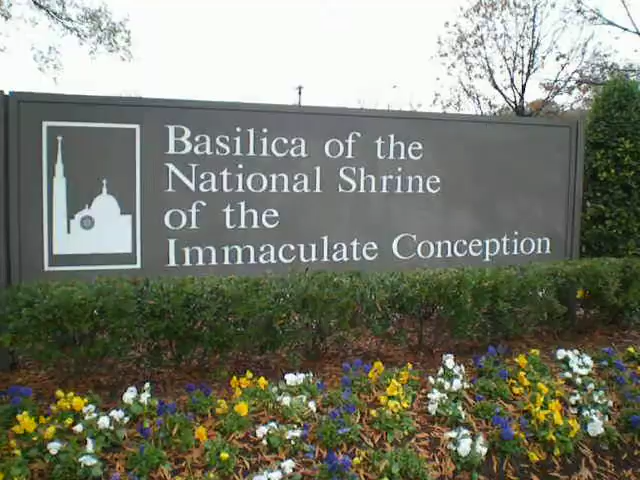 Basilica of the
National Shrine
of the
Immaculate Conception